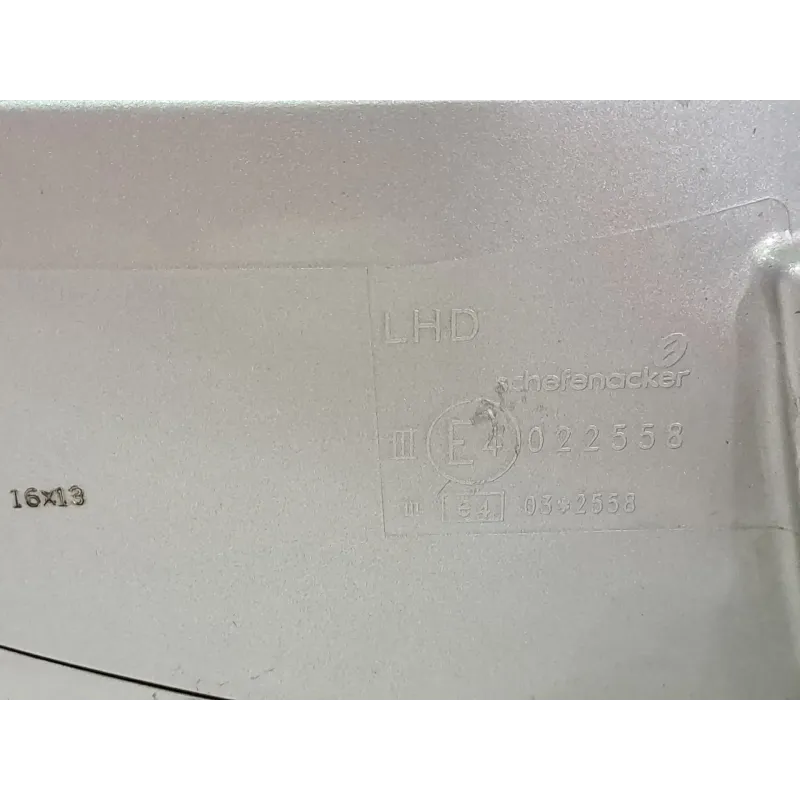 LHD
schefenacker
III E4 022558
III e4 03*2558
16x13